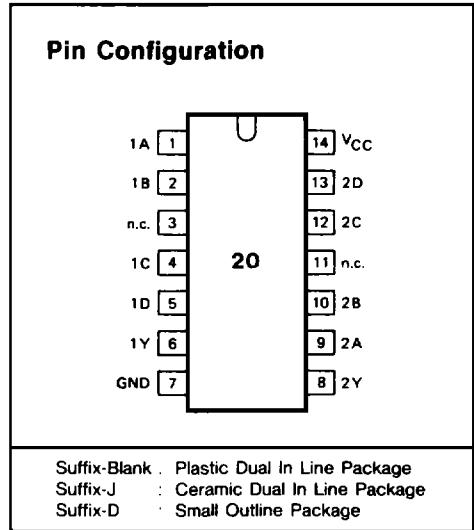 Pin Configuration
1A 1 14 VCC
1B 2 13 2D
n.c. 3 12 2C
1C 4 20 11 n.c.
1D 5 10 2B
1Y 6 9 2A
GND 7 8 2Y
Suffix-Blank : Plastic Dual In Line Package
Suffix-J : Ceramic Dual In Line Package
Suffix-D : Small Outline Package